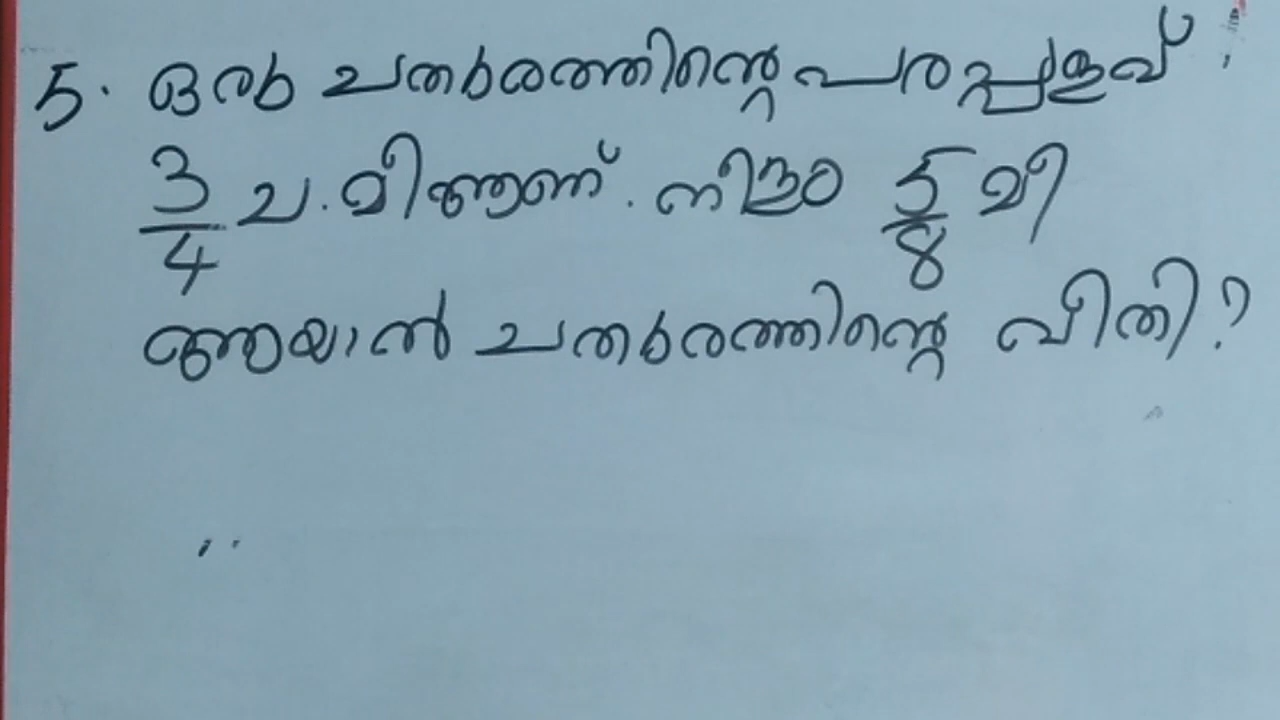 5. ഒരു ചതുരത്തിന്റെ പരപ്പളവ്
3/4 ച.മീ ആണ്. നീളം 5/8 മീ
ആയാൽ ചതുരത്തിന്റെ വീതി?